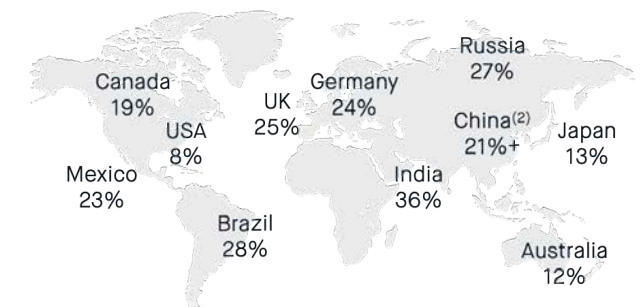 Russia
27%
Canada
19%
Germany
24%
UK
25%
USA
8%
China(2)
21%+
Japan
13%
Mexico
23%
India
36%
Brazil
28%
Australia
12%